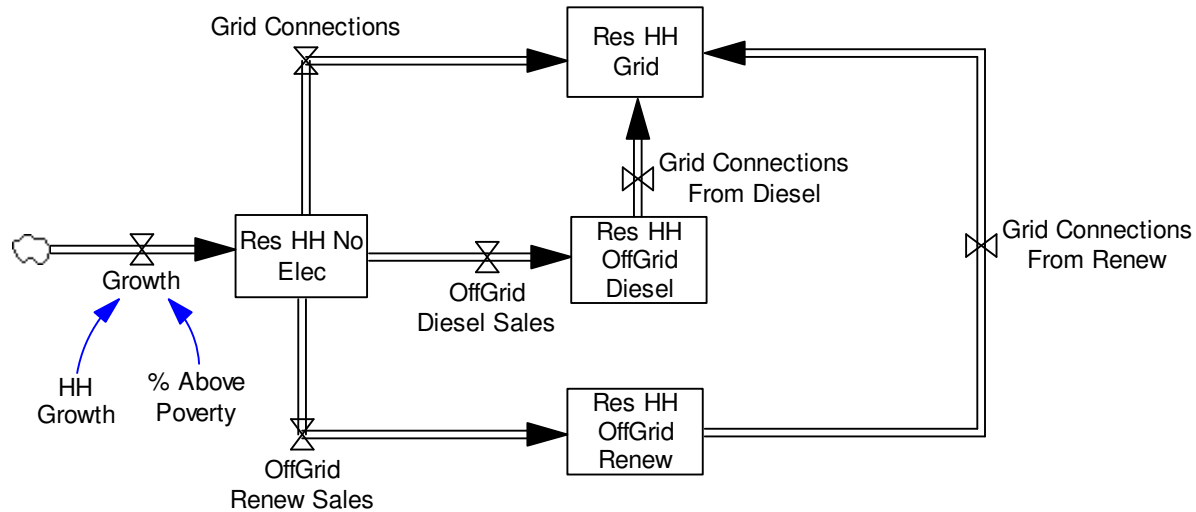 Grid Connections
Res HH
Grid
Grid Connections
From Diesel
Res HH No
Elec
Growth
OffGrid
Diesel Sales
Res HH
OffGrid
Diesel
Grid Connections
From Renew
HH
Growth
% Above
Poverty
OffGrid
Renew Sales
Res HH
OffGrid
Renew